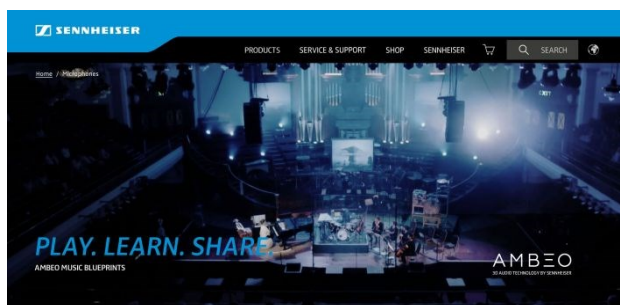 SENNHEISER
PRODUCTS SERVICE & SUPPORT SHOP SENNHEISER SEARCH
Home / Microphones
PLAY. LEARN. SHARE.
AMBEO MUSIC BLUEPRINTS
AMBEO
3D AUDIO TECHNOLOGY BY SENNHEISER